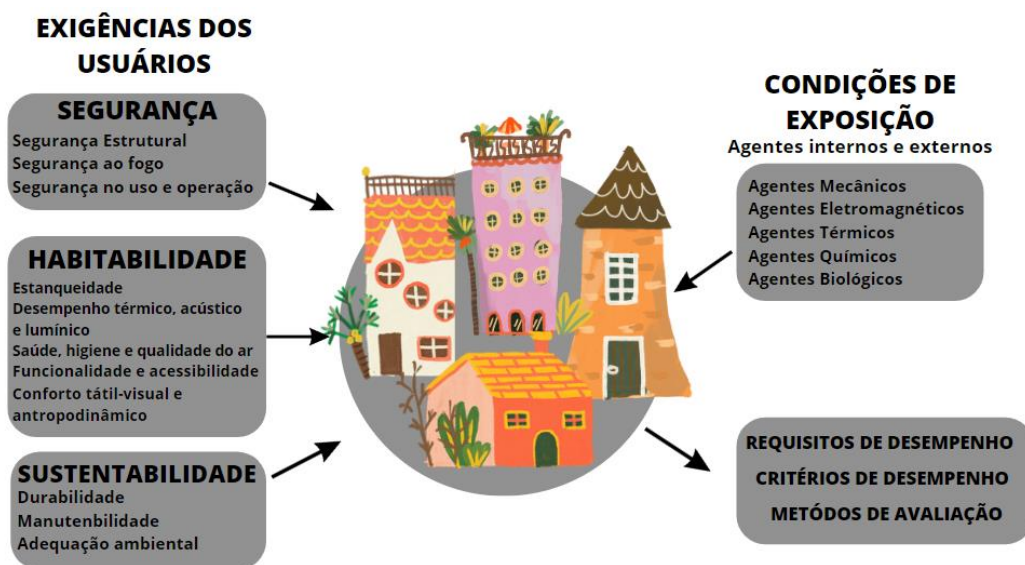 EXIGÊNCIAS DOS
USUÁRIOS
SEGURANÇA
Segurança Estrutural
Segurança ao fogo
Segurança no uso e operação
HABITABILIDADE
Estanqueidade
Desempenho térmico, acústico
e lumínico
Saúde, higiene e qualidade do ar
Funcionalidade e acessibilidade
Conforto tátil-visual e
antropodinâmico
SUSTENTABILIDADE
Durabilidade
Manutenbilidade
Adequação ambiental
CONDIÇÕES DE
EXPOSIÇÃO
Agentes internos e externos
Agentes Mecânicos
Agentes Eletromagnéticos
Agentes Térmicos
Agentes Químicos
Agentes Biológicos
REQUISITOS DE DESEMPENHO
CRITÉRIOS DE DESEMPENHO
METÓDOS DE AVALIAÇÃO